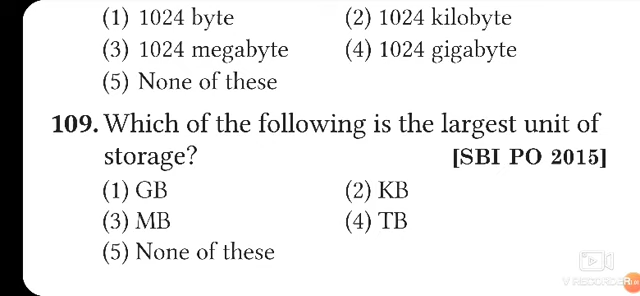 (1) 1024 byte (2) 1024 kilobyte
(3) 1024 megabyte (4) 1024 gigabyte
(5) None of these
109. Which of the following is the largest unit of
storage? [SBI PO 2015]
(1) GB (2) KB
(3) MB (4) TB
(5) None of these
V RECORDER